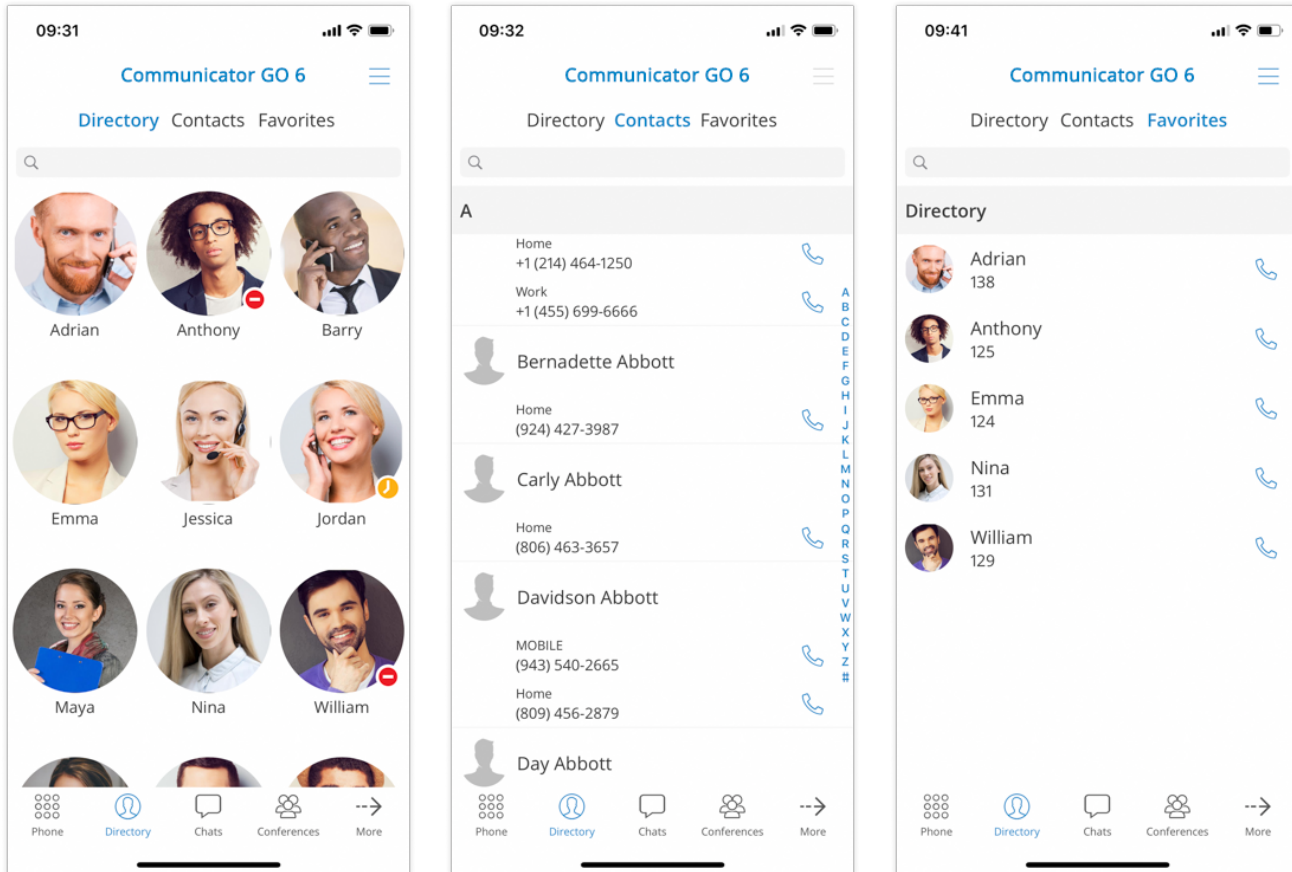 09:31
Communicator GO 6
Directory Contacts Favorites
Adrian Anthony Barry
Emma Jessica Jordan
Maya Nina William
Phone Directory Chats Conferences More
09:32
Communicator GO 6
Directory Contacts Favorites
A
Home
+1 (214) 464-1250
Work
+1 (455) 699-6666
Bernadette Abbott
Home
(924) 427-3987
Carly Abbott
Home
(806) 463-3657
Davidson Abbott
MOBILE
(943) 540-2665
Home
(809) 456-2879
Day Abbott
A
B
C
D
E
F
G
H
I
J
K
L
M
N
O
P
Q
R
S
T
U
V
W
X
Y
Z
#
Phone Directory Chats Conferences More
09:41
Communicator GO 6
Directory Contacts Favorites
Directory
Adrian
138
Anthony
125
Emma
124
Nina
131
William
129
Phone Directory Chats Conferences More